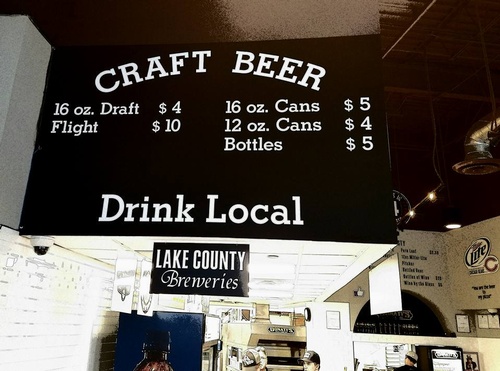 CRAFT BEER
16 oz. Draft $4
Flight $10
16 oz. Cans $5
12 oz. Cans $4
Bottles $5
Drink Local
LAKE COUNTY
Breweries
Lite